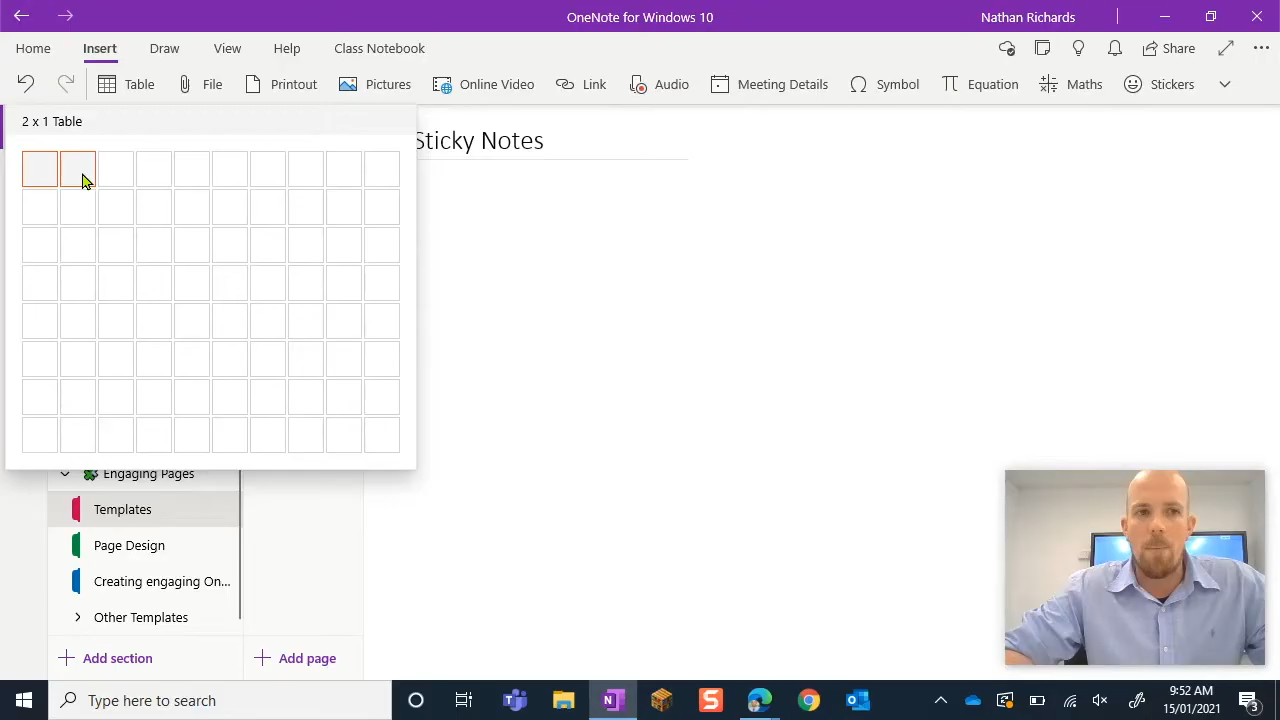 OneNote for Windows 10
Nathan Richards
Home
Insert
Draw
View
Help
Class Notebook
Share
Table
File
Printout
Pictures
Online Video
Link
Audio
Meeting Details
Symbol
Equation
Maths
Stickers
2 x 1 Table
Sticky Notes
Engaging Pages
Templates
Page Design
Creating engaging On...
Other Templates
Add section
Add page
Type here to search
9:52 AM
15/01/2021
3